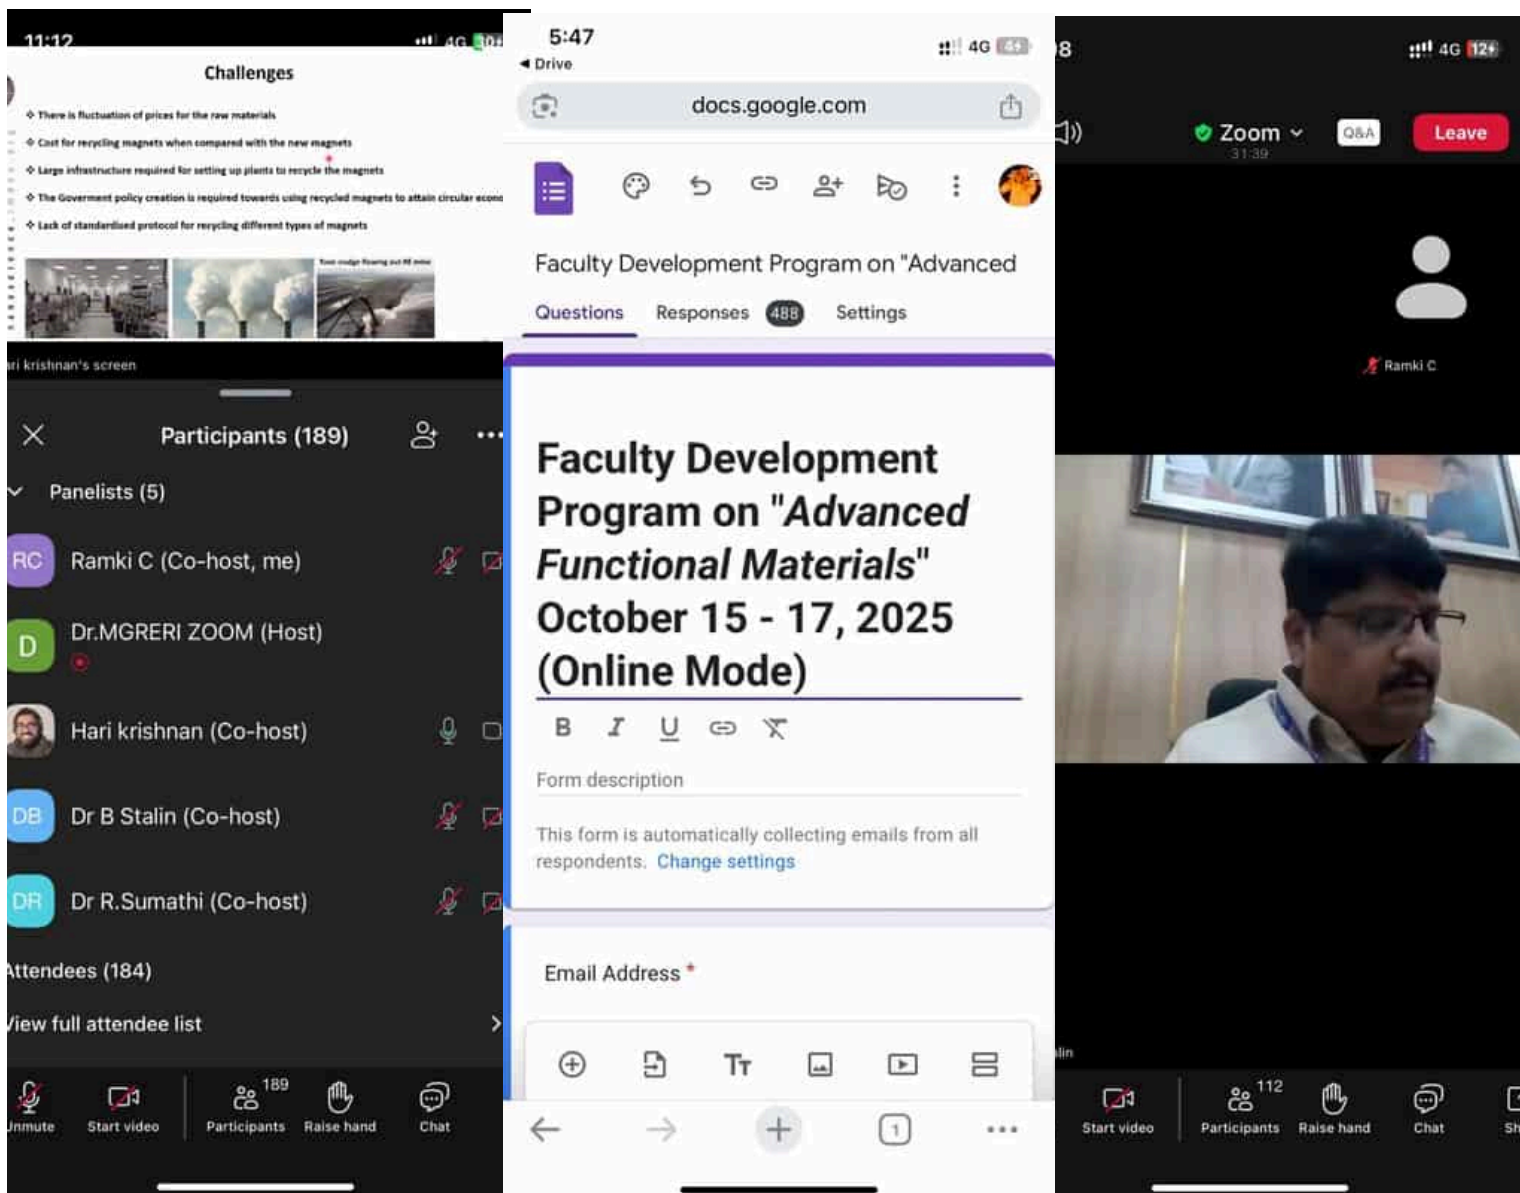 11:12
4G
Challenges
❖ There is fluctuation of prices for the raw materials
❖ Cost for recycling magnets when compared with the new magnets
❖ Large infrastructure required for setting up plants to recycle the magnets
❖ The Goverment policy creation is required towards using recycled magnets to attain circular econo
❖ Lack of standardised protocol for recycling different types of magnets
ri krishnan's screen
Participants (189)
Panelists (5)
RC
Ramki C (Co-host, me)
D
Dr.MGRERI ZOOM (Host)
Hari krishnan (Co-host)
DB
Dr B Stalin (Co-host)
DR
Dr R.Sumathi (Co-host)
Attendees (184)
View full attendee list
189
Unmute
Start video
Participants
Raise hand
Chat
5:47
4G
Drive
docs.google.com
Faculty Development Program on "Advanced
Questions
Responses 488
Settings
Faculty Development
Program on "Advanced
Functional Materials"
October 15 - 17, 2025
(Online Mode)
B I U
Form description
This form is automatically collecting emails from all
respondents. Change settings
Email Address *
Tт
1
8
4G 12+
Zoom
Q&A
Leave
31:39
Ramki C
alin
112
Start video
Participants
Raise hand
Chat
Sh